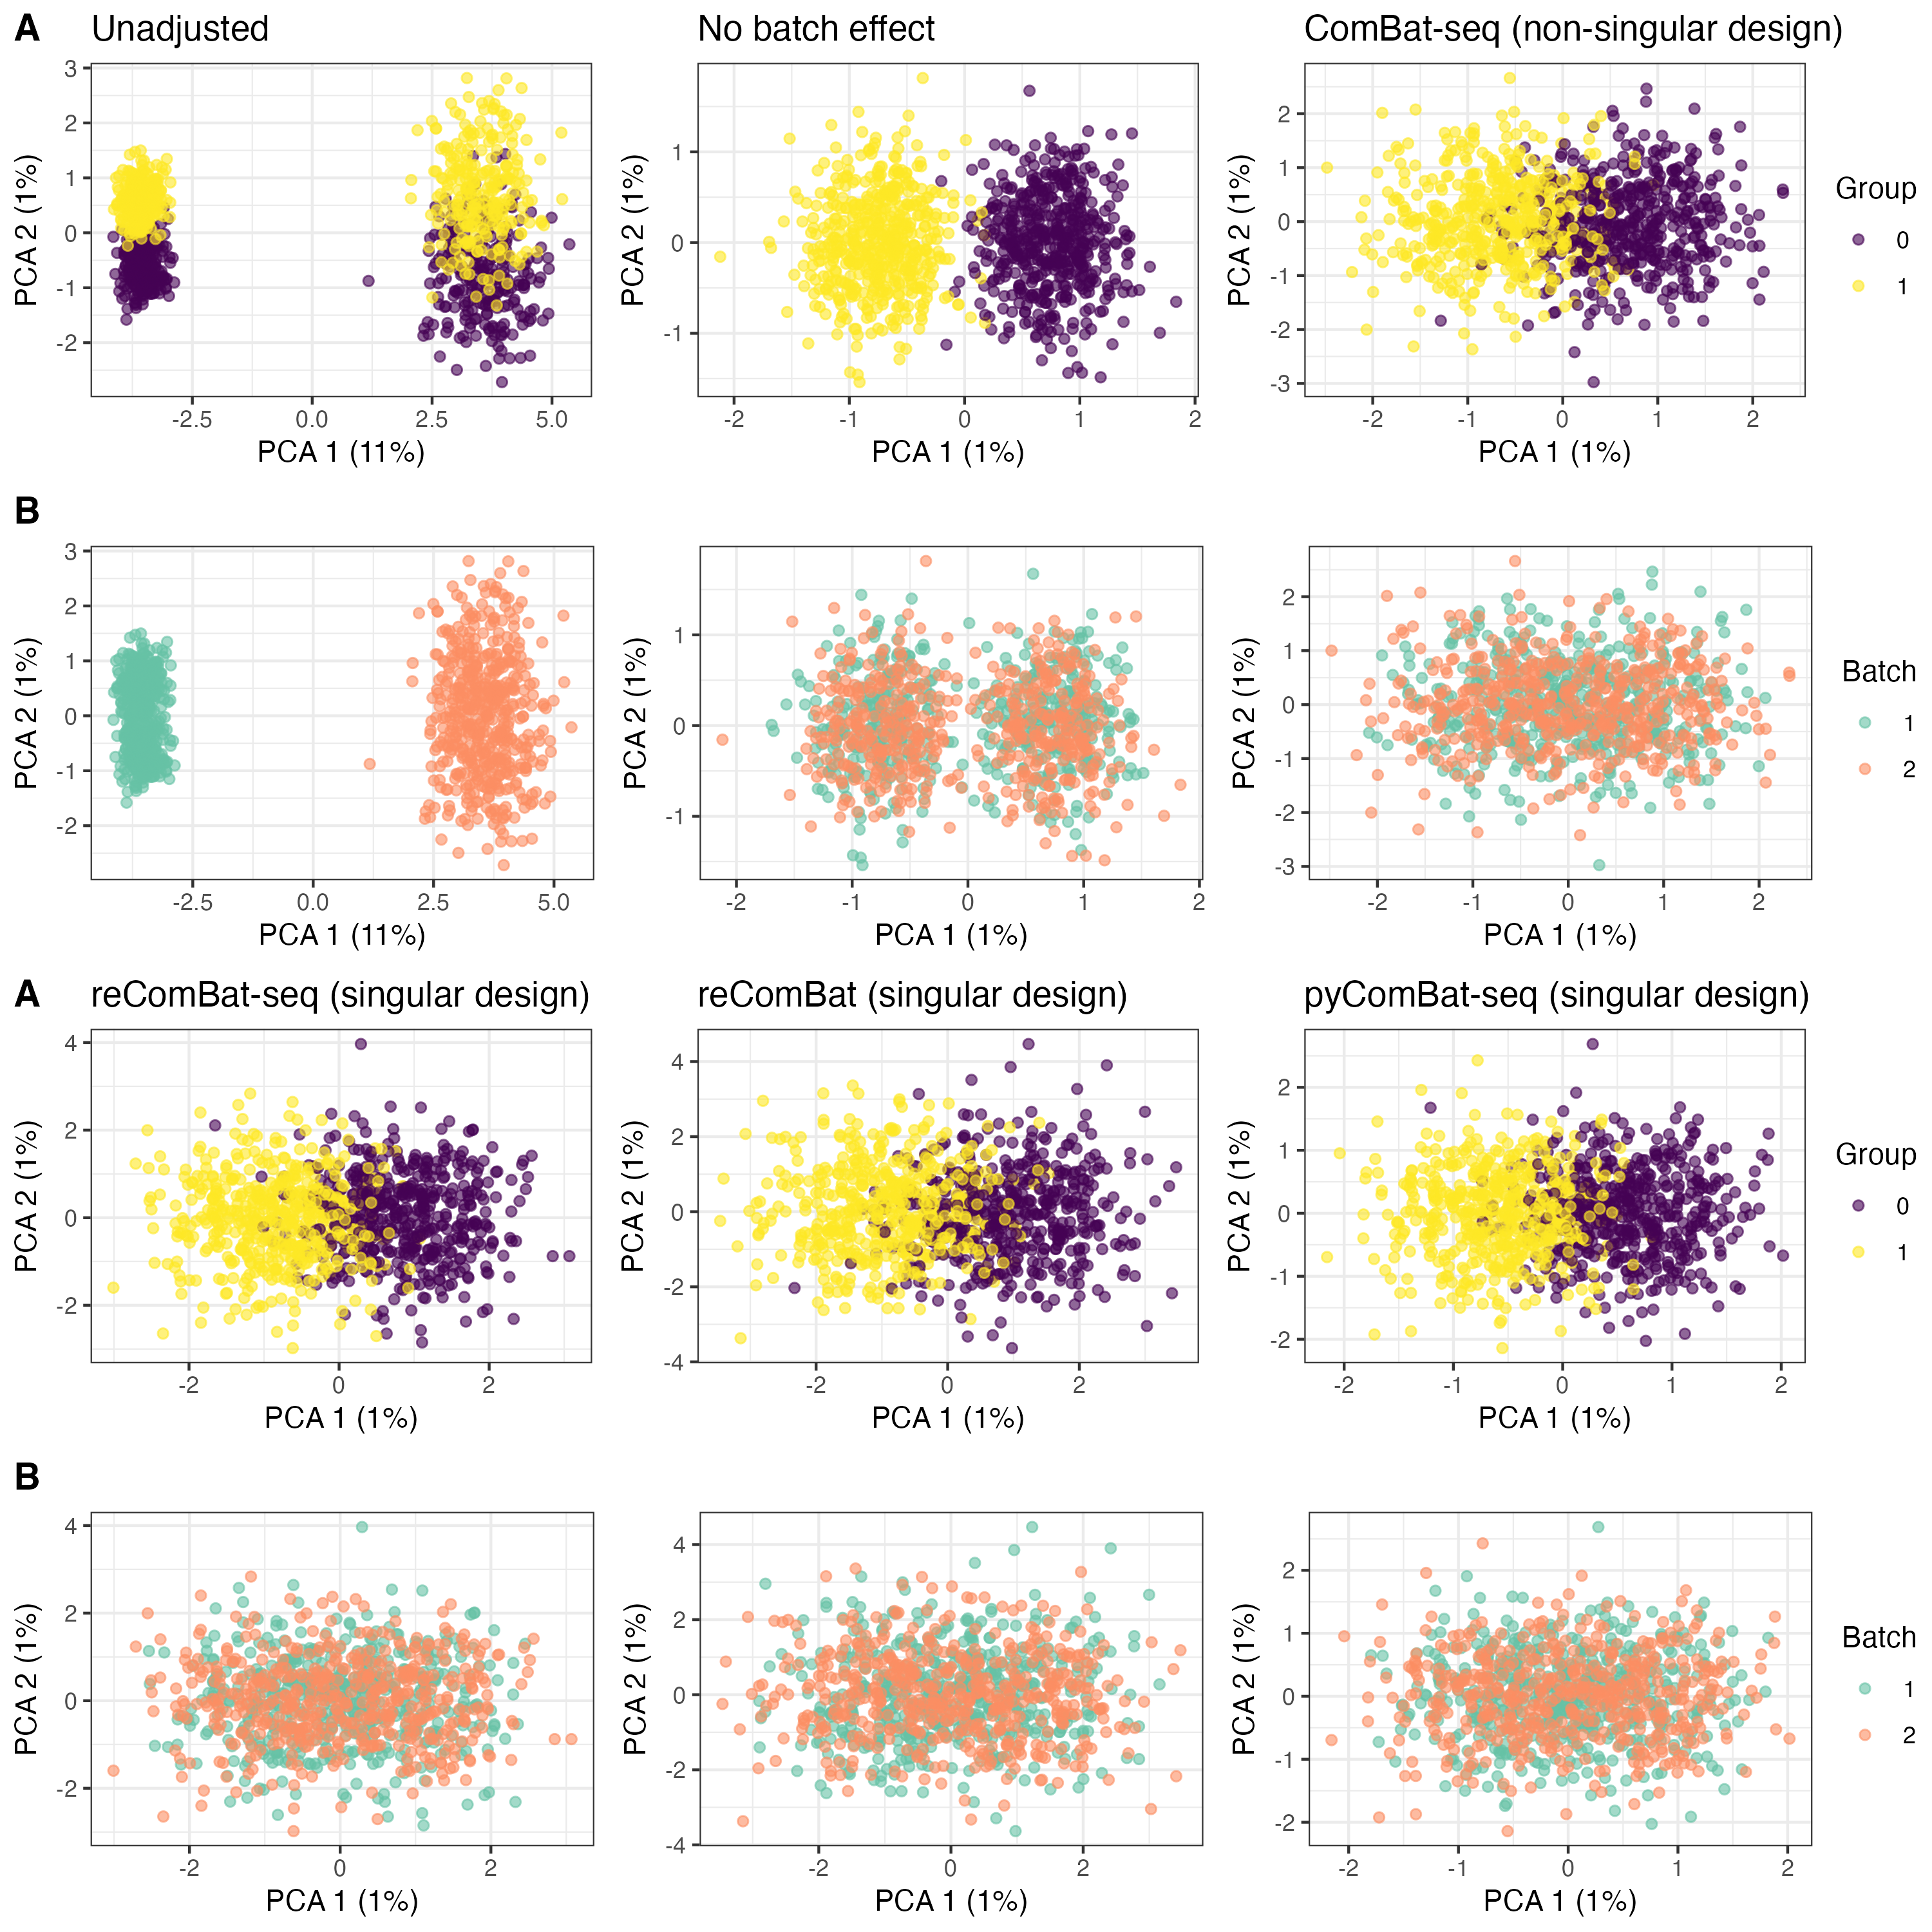 A Unadjusted No batch effect ComBat-seq (non-singular design)
3
2
1
0
-1
-2
PCA 2 (1%)
-2.5 0.0 2.5 5.0
PCA 1 (11%)
1
0
-1
PCA 2 (1%)
-2 -1 0 1 2
PCA 1 (1%)
2
1
0
-1
-2
-3
PCA 2 (1%)
-2 -1 0 1 2
PCA 1 (1%)
Group
0
1
B
3
2
1
0
-1
-2
PCA 2 (1%)
-2.5 0.0 2.5 5.0
PCA 1 (11%)
1
0
-1
PCA 2 (1%)
-2 -1 0 1 2
PCA 1 (1%)
2
1
0
-1
-2
-3
PCA 2 (1%)
-2 -1 0 1 2
PCA 1 (1%)
Batch
1
2
A reComBat-seq (singular design) reComBat (singular design) pyComBat-seq (singular design)
4
2
0
-2
PCA 2 (1%)
-2 0 2
PCA 1 (1%)
4
2
0
-2
-4
PCA 2 (1%)
-2 0 2
PCA 1 (1%)
2
1
0
-1
-2
PCA 2 (1%)
-2 -1 0 1 2
PCA 1 (1%)
Group
0
1
B
4
2
0
-2
PCA 2 (1%)
-2 0 2
PCA 1 (1%)
4
2
0
-2
-4
PCA 2 (1%)
-2 0 2
PCA 1 (1%)
2
1
0
-1
-2
PCA 2 (1%)
-2 -1 0 1 2
PCA 1 (1%)
Batch
1
2